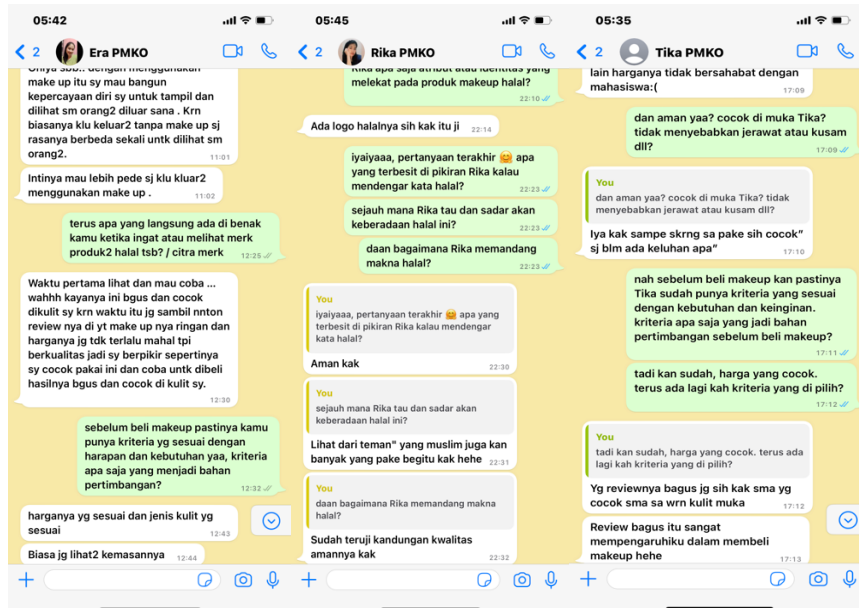 05:42
2
Era PMKO
Onlya sbb.. dengan menggunakan
make up itu sy mau bangun
kepercayaan diri sy untuk tampil dan
dilihat sm orang2 diluar sana . Krn
biasanya klu keluar2 tanpa make up sj
rasanya berbeda sekali untk dilihat sm
orang2.
11:01
Intinya mau lebih pede sj klu kluar2
menggunakan make up .
11:02
terus apa yang langsung ada di benak
kamu ketika ingat atau melihat merk
produk2 halal tsb? / citra merk
12:25
Waktu pertama lihat dan mau coba ...
wahhh kayanya ini bgus dan cocok
dikulit sy krn waktu itu jg sambil nnton
review nya di yt make up nya ringan dan
harganya jg tdk terlalu mahal tpi
berkualitas jadi sy berpikir sepertinya
sy cocok pakai ini dan coba untk dibeli
hasilnya bgus dan cocok di kulit sy.
12:30
sebelum beli makeup pastinya kamu
punya kriteria yg sesuai dengan
harapan dan kebutuhan yaa, kriteria
apa saja yang menjadi bahan
pertimbangan?
12:32
harganya yg sesuai dan jenis kulit yg
sesuai
12:43
Biasa jg lihat2 kemasannya
12:44
05:45
2
Rika PMKO
Rika apa saja atribut atau identitas yang
melekat pada produk makeup halal?
22:10
Ada logo halalnya sih kak itu ji
22:14
iyaiyaaa, pertanyaan terakhir 🤗 apa
yang terbesit di pikiran Rika kalau
mendengar kata halal?
22:23
sejauh mana Rika tau dan sadar akan
keberadaan halal ini?
22:23
daan bagaimana Rika memandang
makna halal?
22:23
You
iyaiyaaa, pertanyaan terakhir 🤗 apa yang
terbesit di pikiran Rika kalau mendengar
kata halal?
Aman kak
22:30
You
sejauh mana Rika tau dan sadar akan
keberadaan halal ini?
Lihat dari teman" yang muslim juga kan
banyak yang pake begitu kak hehe
22:31
You
daan bagaimana Rika memandang makna
halal?
Sudah teruji kandungan kwalitas
amannya kak
22:32
05:35
2
Tika PMKO
lain harganya tidak bersahabat dengan
mahasiswa:(
17:09
dan aman yaa? cocok di muka Tika?
tidak menyebabkan jerawat atau kusam
dll?
17:09
You
dan aman yaa? cocok di muka Tika? tidak
menyebabkan jerawat atau kusam dll?
Iya kak sampe skrng sa pake sih cocok"
sj blm ada keluhan apa"
17:10
nah sebelum beli makeup kan pastinya
Tika sudah punya kriteria yang sesuai
dengan kebutuhan dan keinginan.
kriteria apa saja yang jadi bahan
pertimbangan sebelum beli makeup?
17:11
tadi kan sudah, harga yang cocok.
terus ada lagi kah kriteria yang di pilih?
17:12
You
tadi kan sudah, harga yang cocok. terus ada
lagi kah kriteria yang di pilih?
Yg reviewnya bagus jg sih kak sma yg
cocok sma sa wrn kulit muka
17:12
Review bagus itu sangat
mempengaruhiku dalam membeli
makeup hehe
17:13